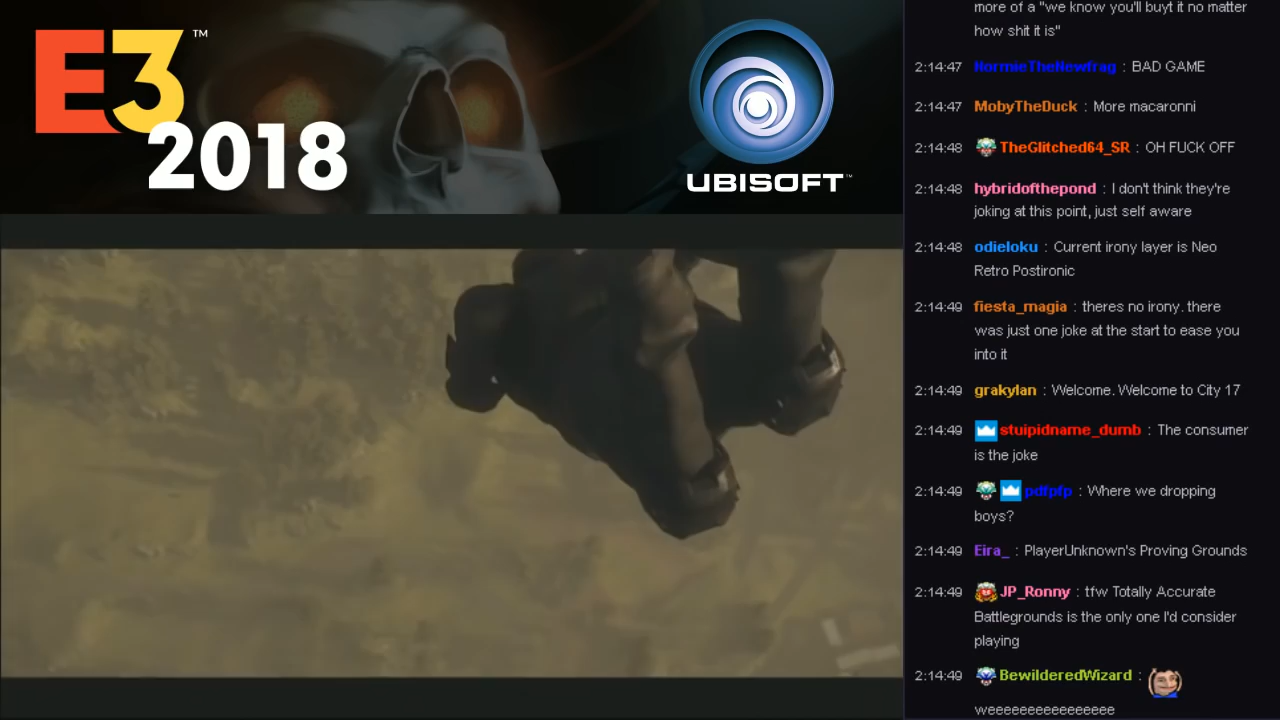 E3™
2018
UBISOFT™
more of a "we know you'll buyt it no matter
how shit it is"
2:14:47 NormieTheNewfrag : BAD GAME
2:14:47 MobyTheDuck : More macaronni
2:14:48 TheGlitched64_SR : OH FUCK OFF
2:14:48 hybridofthepond : I don't think they're
joking at this point, just self aware
2:14:48 odieloku : Current irony layer is Neo
Retro Postironic
2:14:49 fiesta_magia : theres no irony. there
was just one joke at the start to ease you
into it
2:14:49 grakylan : Welcome. Welcome to City 17
2:14:49 stuipidname_dumb : The consumer
is the joke
2:14:49 pdfpfp : Where we dropping
boys?
2:14:49 Eira_ : PlayerUnknown's Proving Grounds
2:14:49 JP_Ronny : tfw Totally Accurate
Battlegrounds is the only one I'd consider
playing
2:14:49 BewilderedWizard :
weeeeeeeeeeeeeeee